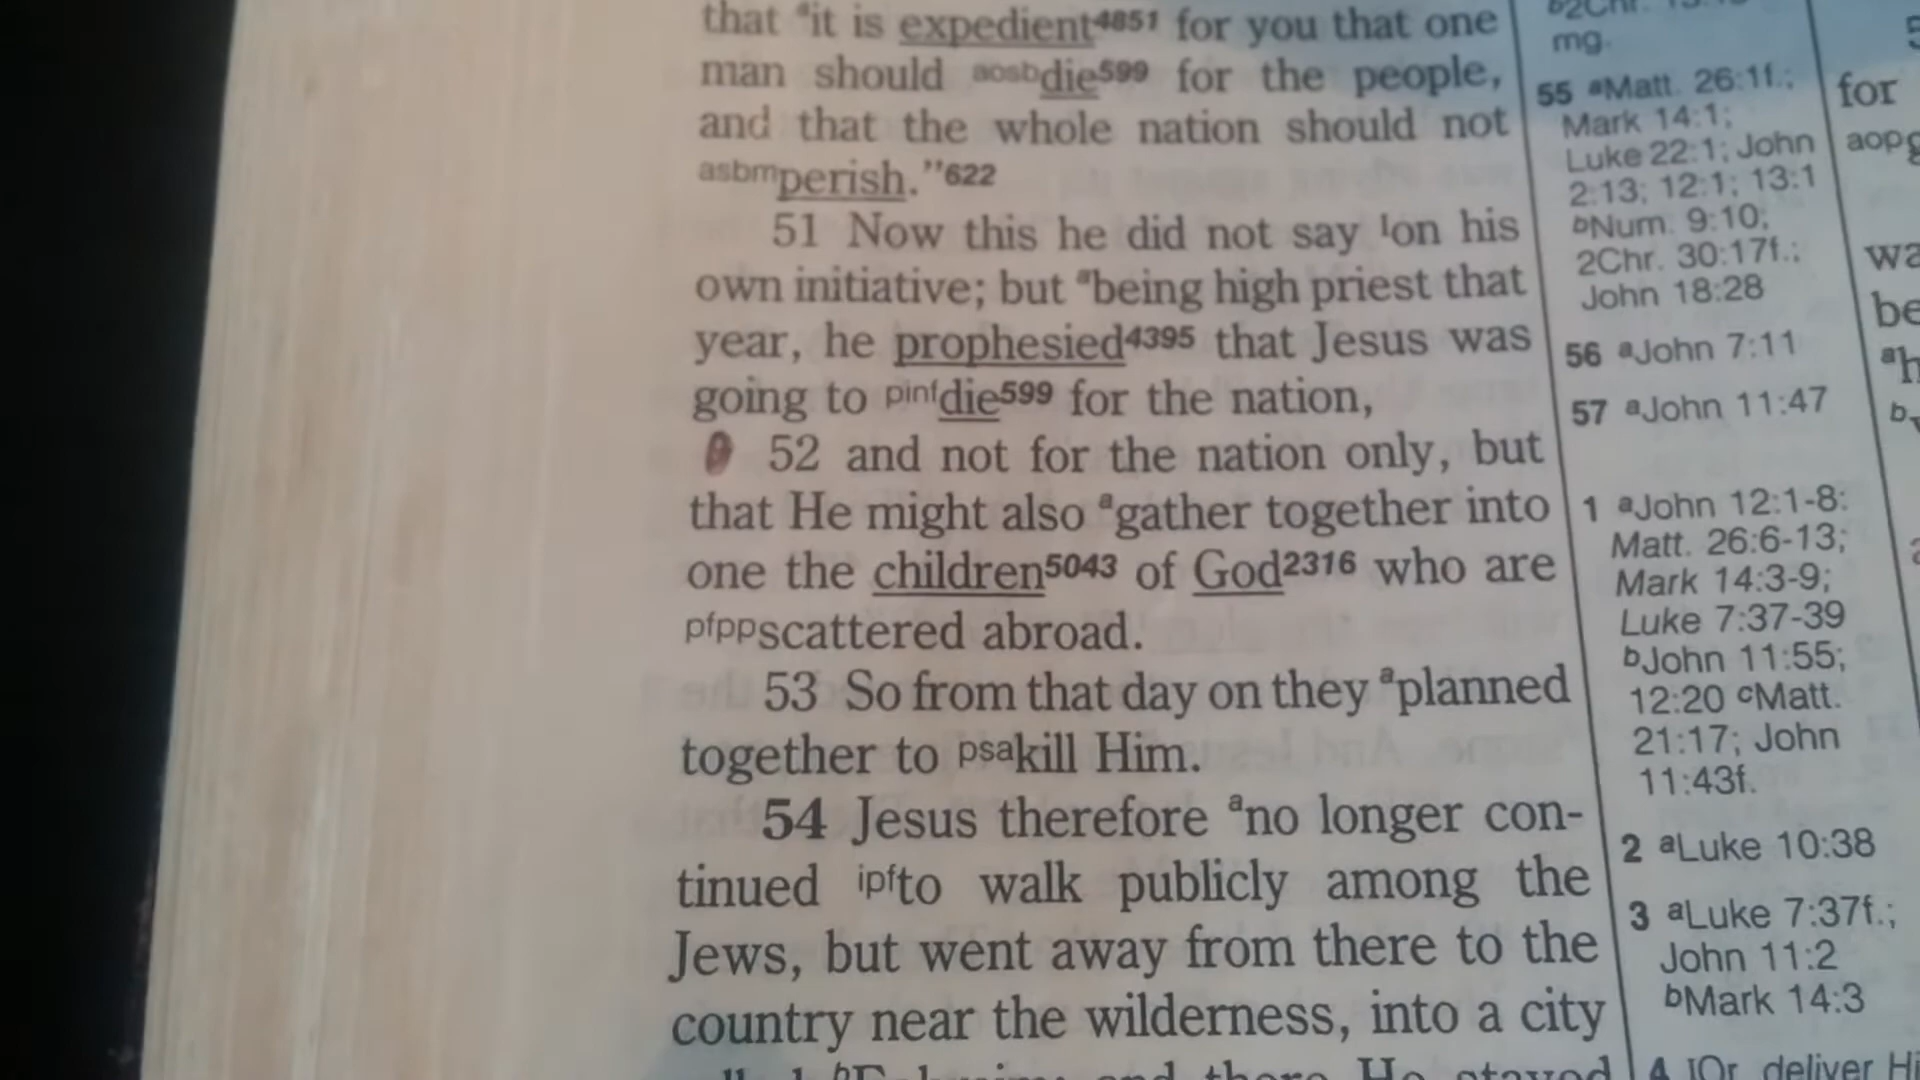 that ªit is expedient⁴⁸⁵¹ for you that one
man should aosbdie⁵⁹⁹ for the people,
and that the whole nation should not
asbmperish."⁶²²
51 Now this he did not say ˡon his
own initiative; but ªbeing high priest that
year, he prophesied⁴³⁹⁵ that Jesus was
going to pinfdie⁵⁹⁹ for the nation,
52 and not for the nation only, but
that He might also ªgather together into
one the children⁵⁰⁴³ of God²³¹⁶ who are
pfppscattered abroad.
53 So from that day on they ªplanned
together to psakill Him.
54 Jesus therefore ªno longer con-
tinued ipfto walk publicly among the
Jews, but went away from there to the
country near the wilderness, into a city
and there He stayed
mg.
55 ªMatt. 26:1f.;
Mark 14:1;
Luke 22:1; John
2:13; 12:1; 13:1
ᵇNum. 9:10;
2Chr. 30:17f.;
John 18:28
56 ªJohn 7:11
57 ªJohn 11:47
1 ªJohn 12:1-8:
Matt. 26:6-13;
Mark 14:3-9;
Luke 7:37-39
ᵇJohn 11:55;
12:20 ᶜMatt.
21:17; John
11:43f.
2 ªLuke 10:38
3 ªLuke 7:37f.;
John 11:2
ᵇMark 14:3
4 ˡOr, deliver
for